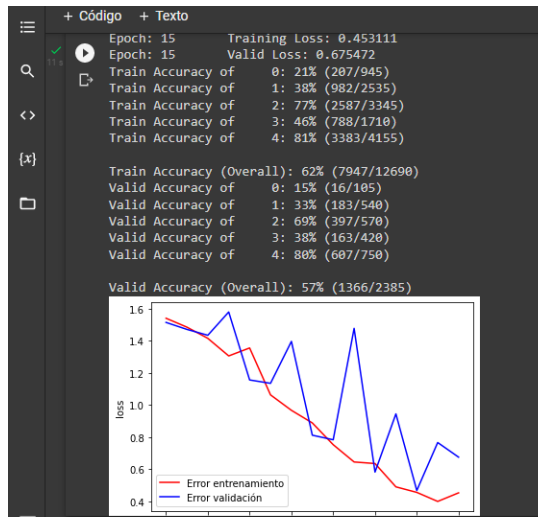 + Código + Texto
Epoch: 15 Training Loss: 0.453111
11 s
Epoch: 15 Valid Loss: 0.675472
Train Accuracy of 0: 21% (207/945)
Train Accuracy of 1: 38% (982/2535)
Train Accuracy of 2: 77% (2587/3345)
Train Accuracy of 3: 46% (788/1710)
{x}
Train Accuracy of 4: 81% (3383/4155)
Train Accuracy (Overall): 62% (7947/12690)
Valid Accuracy of 0: 15% (16/105)
Valid Accuracy of 1: 33% (183/540)
Valid Accuracy of 2: 69% (397/570)
Valid Accuracy of 3: 38% (163/420)
Valid Accuracy of 4: 80% (607/750)
Valid Accuracy (Overall): 57% (1366/2385)
1.6
1.4
1.2
1.0
loss
0.8
0.6
0.4
Error entrenamiento
Error validación